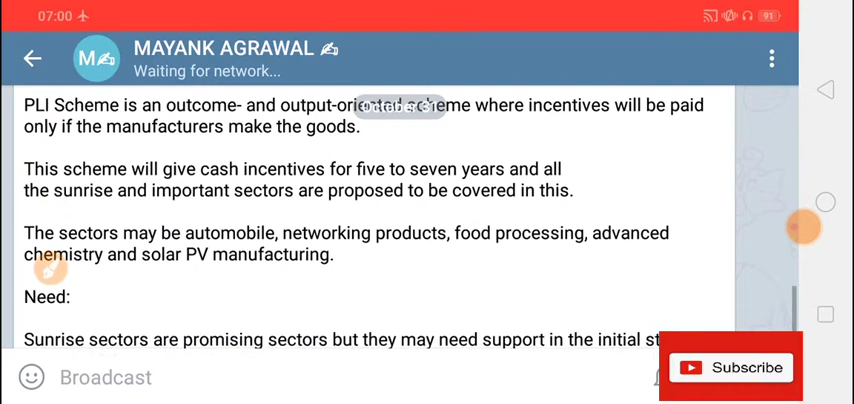 07:00
91
M
MAYANK AGRAWAL
Waiting for network...
October 31
PLI Scheme is an outcome- and output-oriented scheme where incentives will be paid
only if the manufacturers make the goods.
This scheme will give cash incentives for five to seven years and all
the sunrise and important sectors are proposed to be covered in this.
The sectors may be automobile, networking products, food processing, advanced
chemistry and solar PV manufacturing.
Need:
Sunrise sectors are promising sectors but they may need support in the initial st
Broadcast
Subscribe